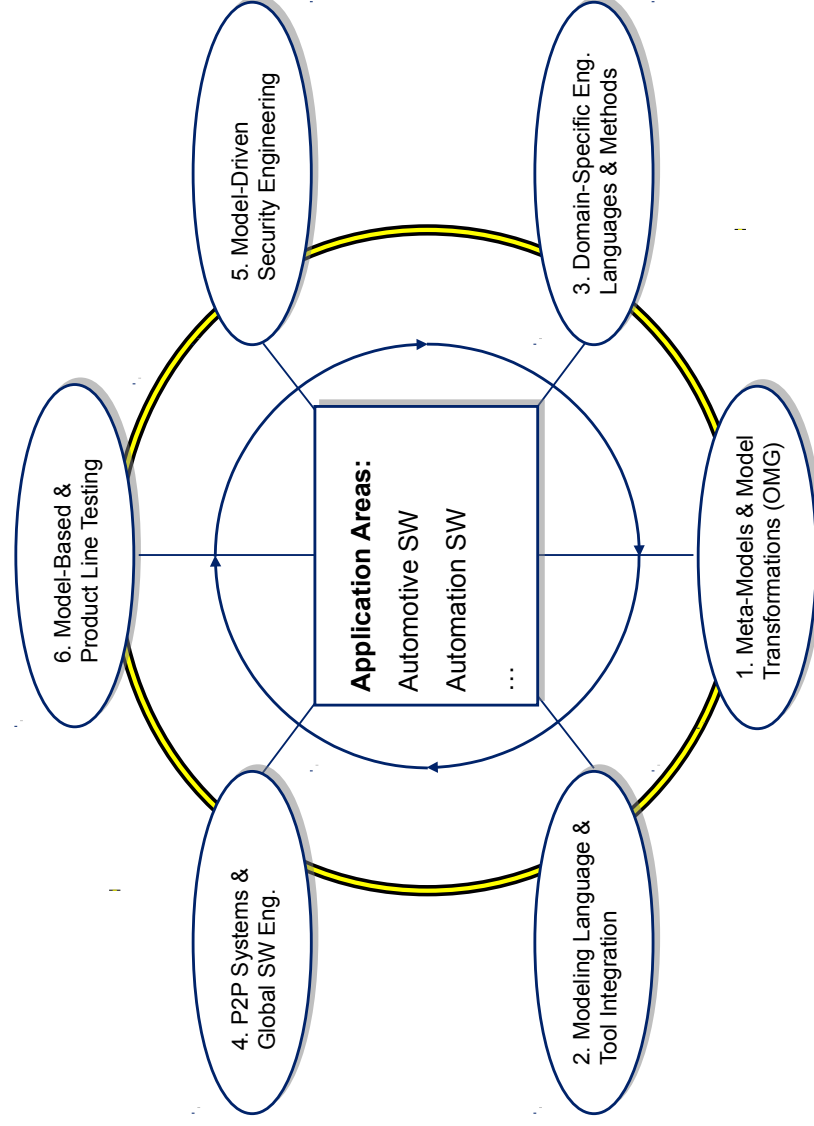 6. Model-Based &
Product Line Testing
4. P2P Systems &
Global SW Eng.
5. Model-Driven
Security Engineering
Application Areas:
Automotive SW
Automation SW
…
2. Modeling Language &
Tool Integration
3. Domain-Specific Eng.
Languages & Methods
1. Meta-Models & Model
Transformations (OMG)